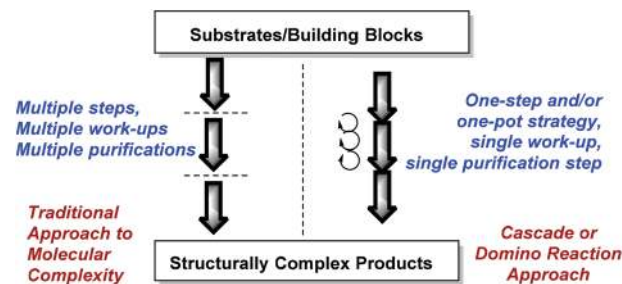 Substrates/Building Blocks
Multiple steps,
Multiple work-ups
Multiple purifications
One-step and/or
one-pot strategy,
single work-up,
single purification step
Traditional
Approach to
Molecular
Complexity
Structurally Complex Products
Cascade or
Domino Reaction
Approach